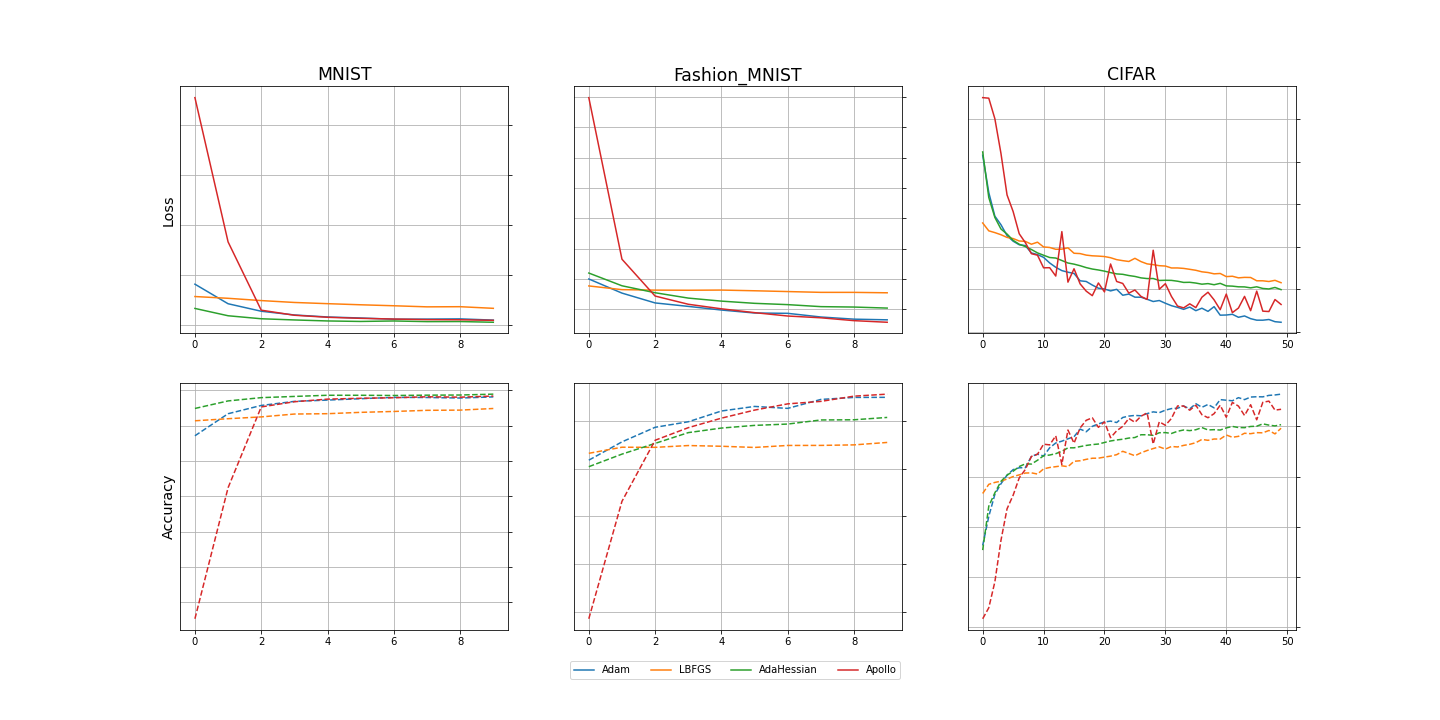 MNIST Fashion_MNIST CIFAR
Loss
0 2 4 6 8 0 2 4 6 8 0 10 20 30 40 50
Accuracy
0 2 4 6 8 0 2 4 6 8 0 10 20 30 40 50
Adam LBFGS AdaHessian Apollo